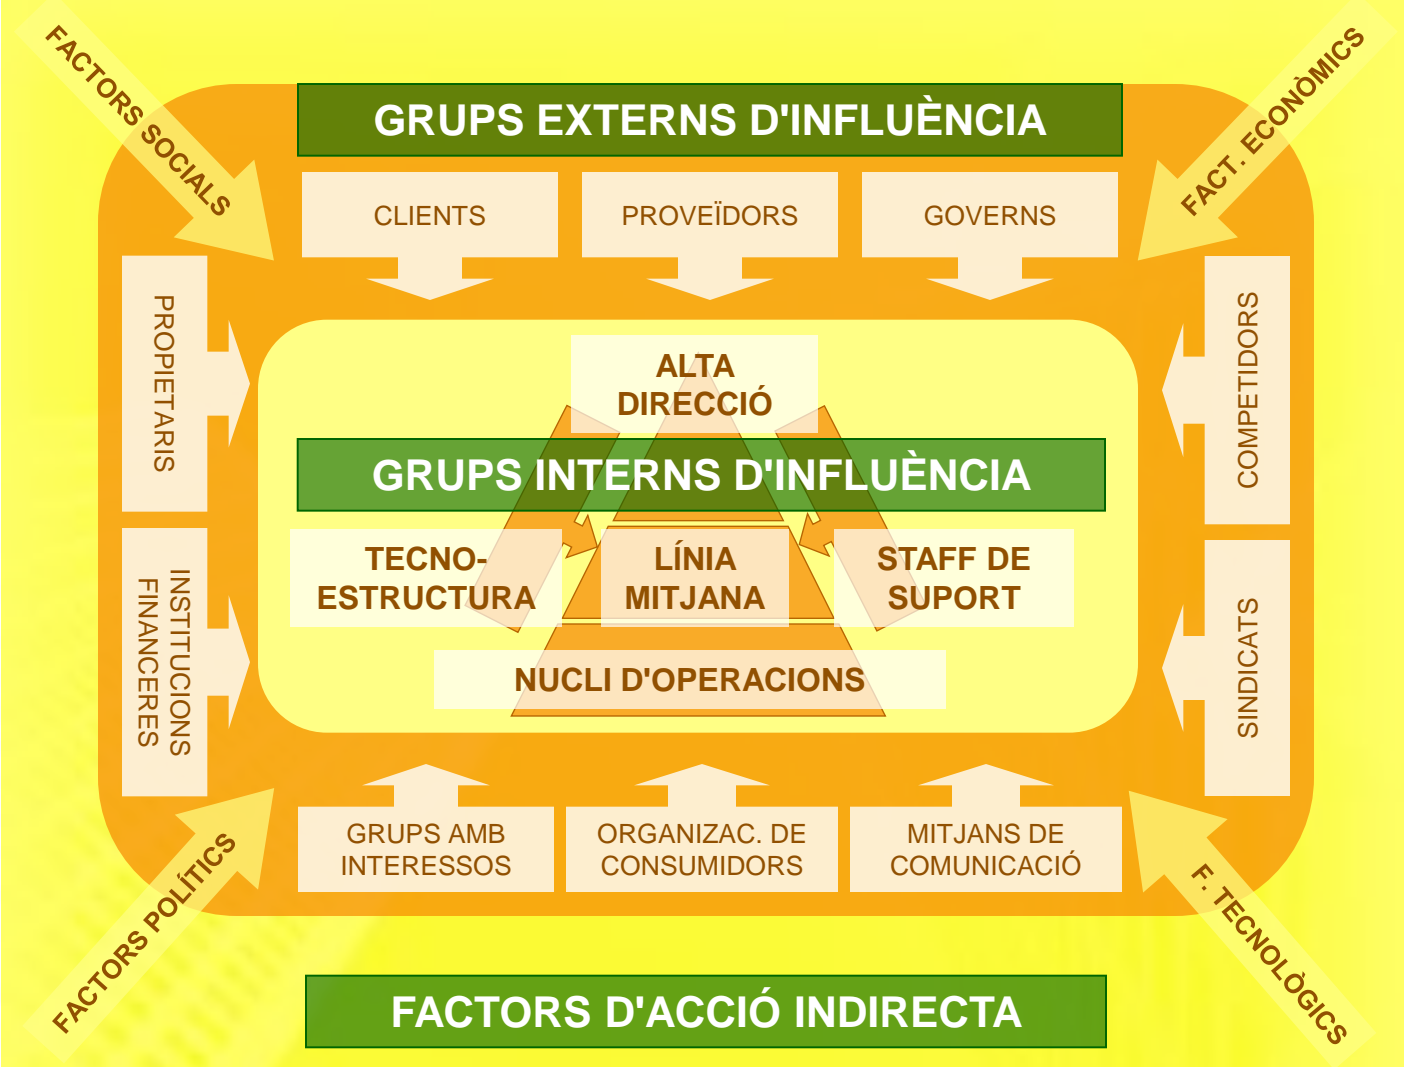 FACTORS SOCIALS
FACT. ECONÒMICS
GRUPS EXTERNS D'INFLUÈNCIA
CLIENTS
PROVEÏDORS
GOVERNS
PROPIETARIS
COMPETIDORS
ALTA
DIRECCIÓ
GRUPS INTERNS D'INFLUÈNCIA
TECNO-
ESTRUCTURA
LÍNIA
MITJANA
STAFF DE
SUPORT
NUCLI D'OPERACIONS
INSTITUCIONS
FINANCERES
SINDICATS
GRUPS AMB
INTERESSOS
ORGANIZAC. DE
CONSUMIDORS
MITJANS DE
COMUNICACIÓ
FACTORS POLÍTICS
F. TECNOLÒGICS
FACTORS D'ACCIÓ INDIRECTA